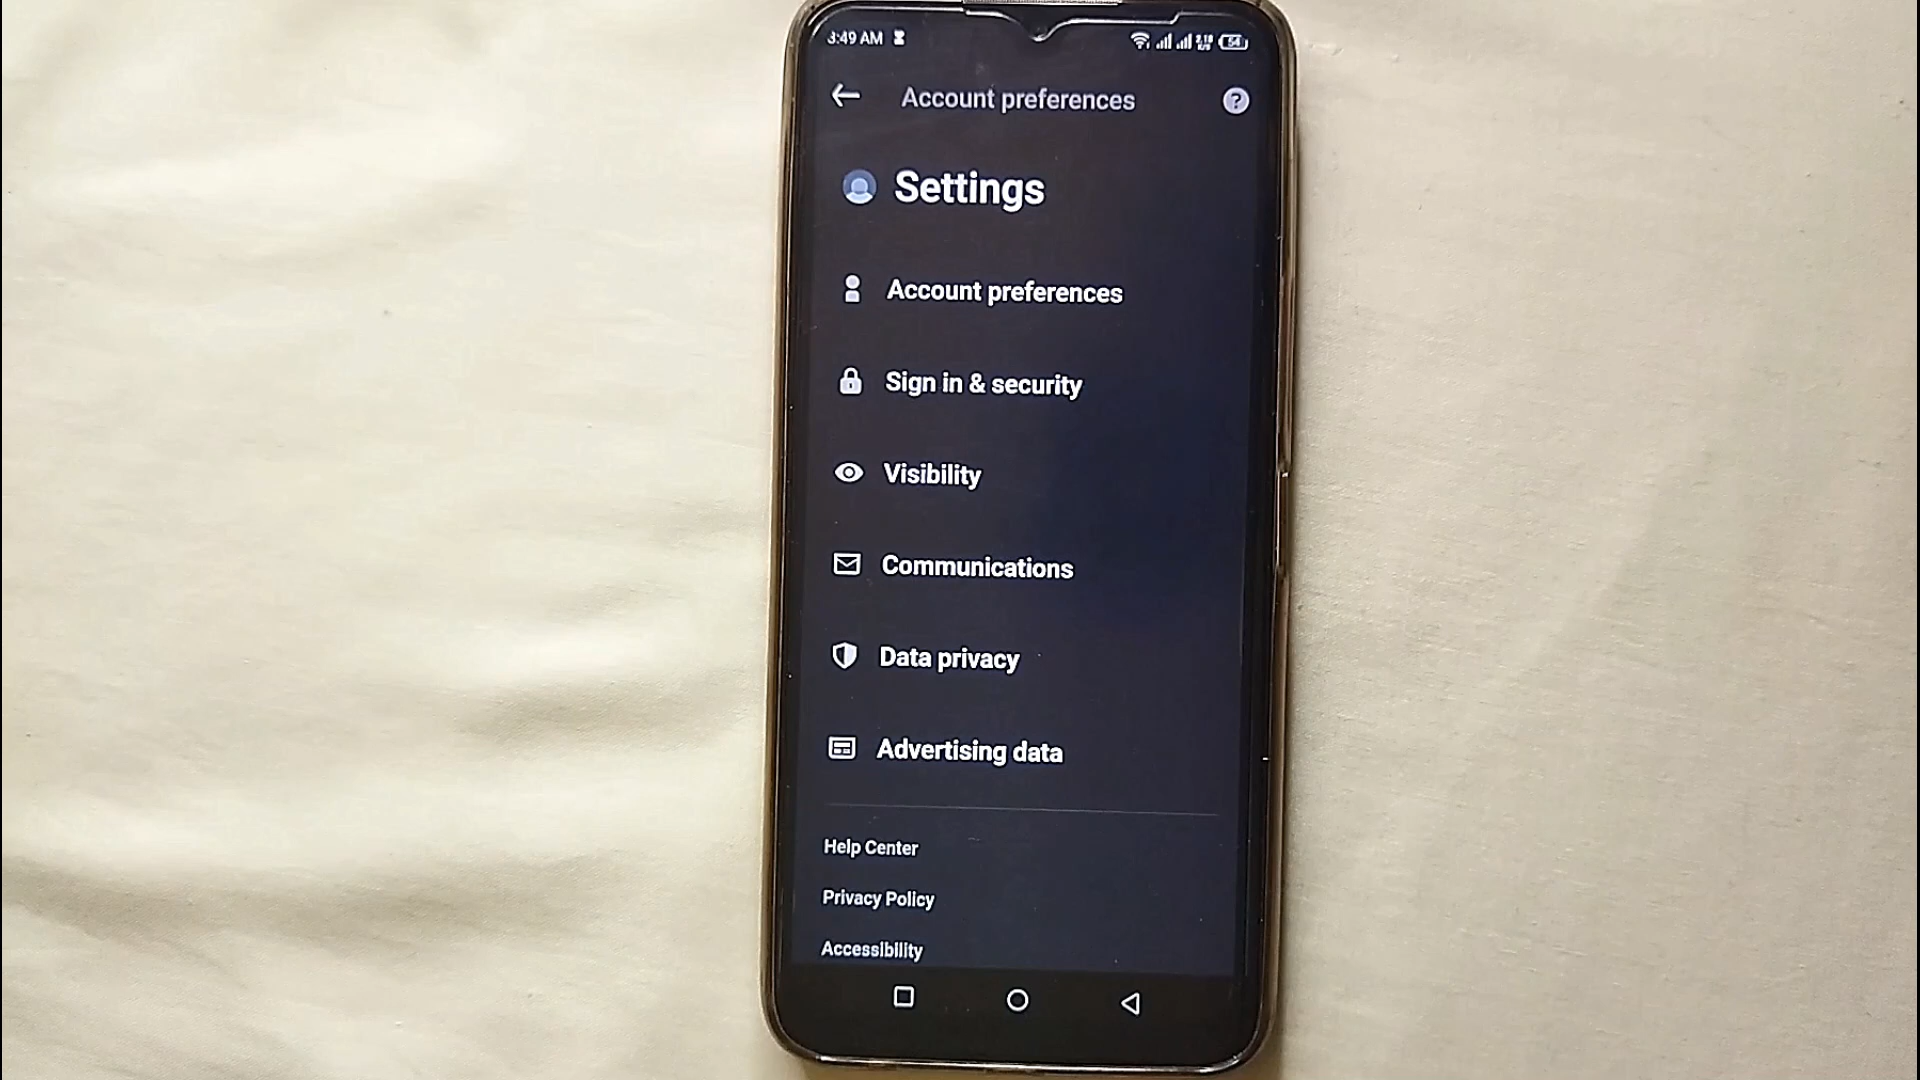 3:49 AM
54
Account preferences
?
Settings
Account preferences
Sign in & security
Visibility
Communications
Data privacy
Advertising data
Help Center
Privacy Policy
Accessibility